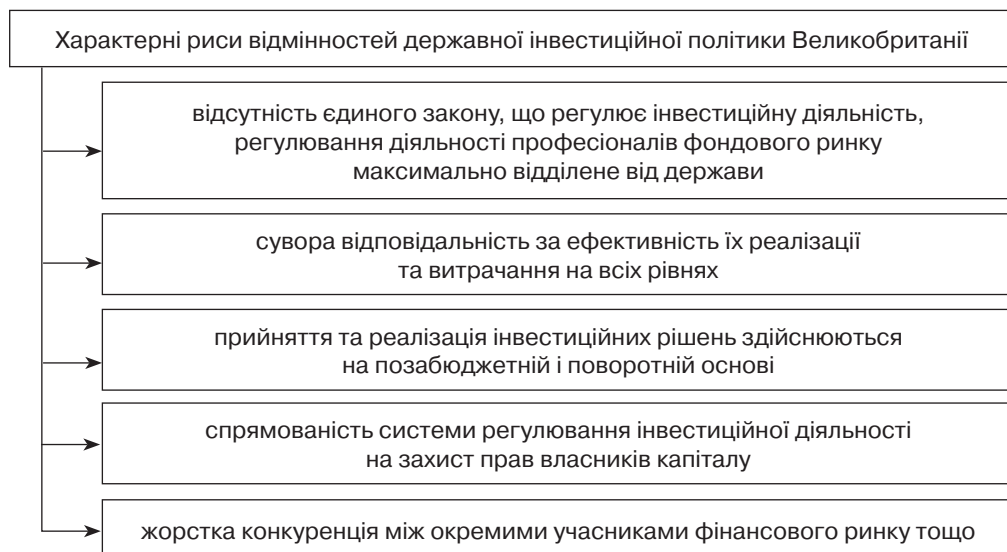 Характерні риси відмінностей державної інвестиційної політики Великобританії
відсутність єдиного закону, що регулює інвестиційну діяльність,
регулювання діяльності професіоналів фондового ринку
максимально відділене від держави
сувора відповідальність за ефективність їх реалізації
та витрачання на всіх рівнях
прийняття та реалізація інвестиційних рішень здійснюються
на позабюджетній і поворотній основі
спрямованість системи регулювання інвестиційної діяльності
на захист прав власників капіталу
жорстка конкуренція між окремими учасниками фінансового ринку тощо